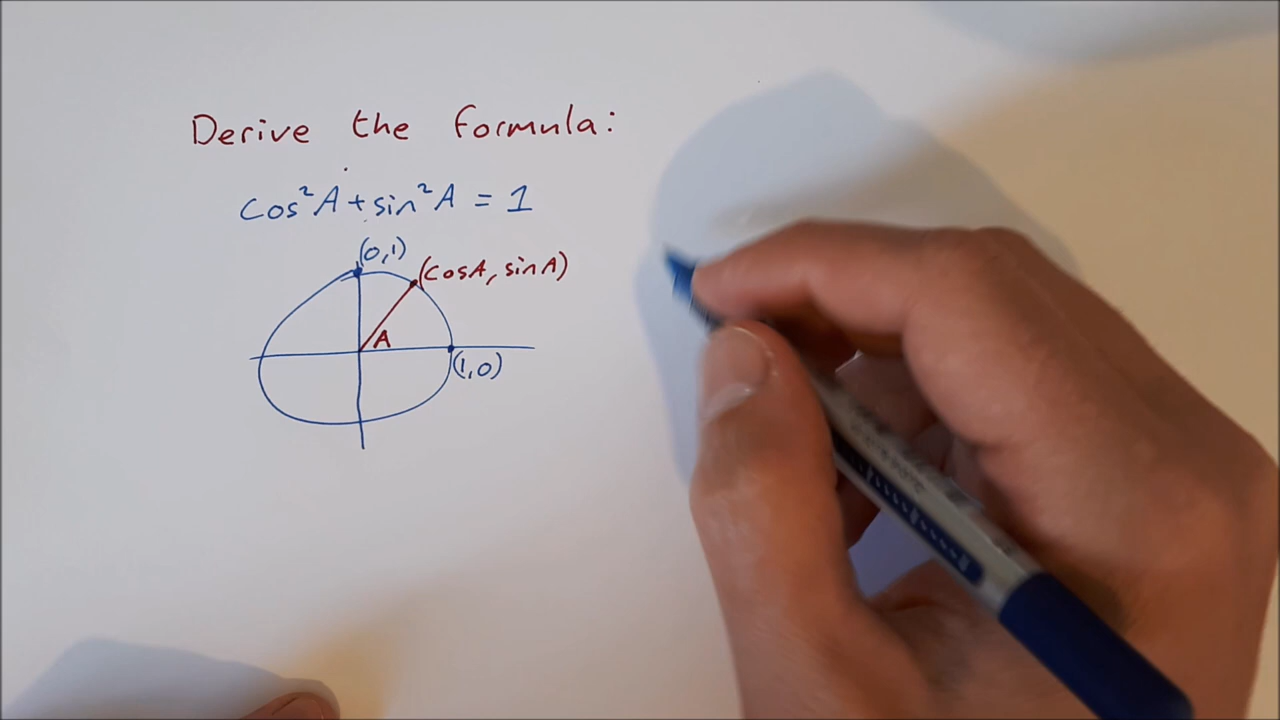 Derive the formula:
cos²A + sin²A = 1
(0,1)
(cosA, sinA)
A
(1,0)